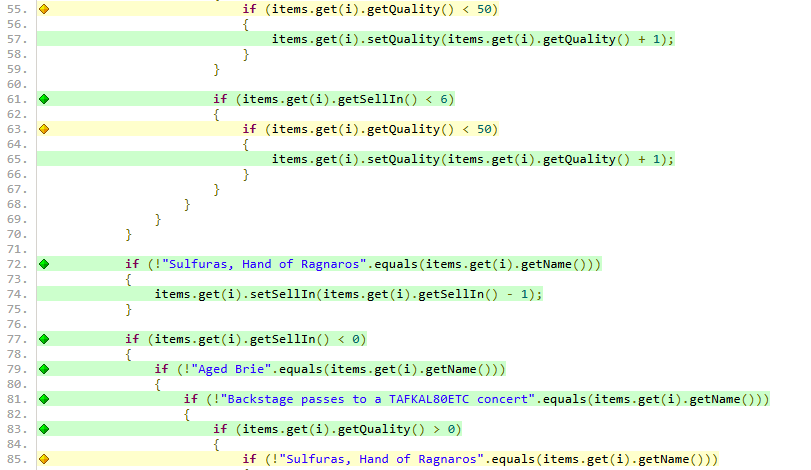 55. if (items.get(i).getQuality() < 50)
56. {
57. items.get(i).setQuality(items.get(i).getQuality() + 1);
58. }
59. }
60.
61. if (items.get(i).getSellIn() < 6)
62. {
63. if (items.get(i).getQuality() < 50)
64. {
65. items.get(i).setQuality(items.get(i).getQuality() + 1);
66. }
67. }
68. }
69. }
70. }
71.
72. if (!"Sulfuras, Hand of Ragnaros".equals(items.get(i).getName()))
73. {
74. items.get(i).setSellIn(items.get(i).getSellIn() - 1);
75. }
76.
77. if (items.get(i).getSellIn() < 0)
78. {
79. if (!"Aged Brie".equals(items.get(i).getName()))
80. {
81. if (!"Backstage passes to a TAFKAL80ETC concert".equals(items.get(i).getName()))
82. {
83. if (items.get(i).getQuality() > 0)
84. {
85. if (!"Sulfuras, Hand of Ragnaros".equals(items.get(i).getName()))